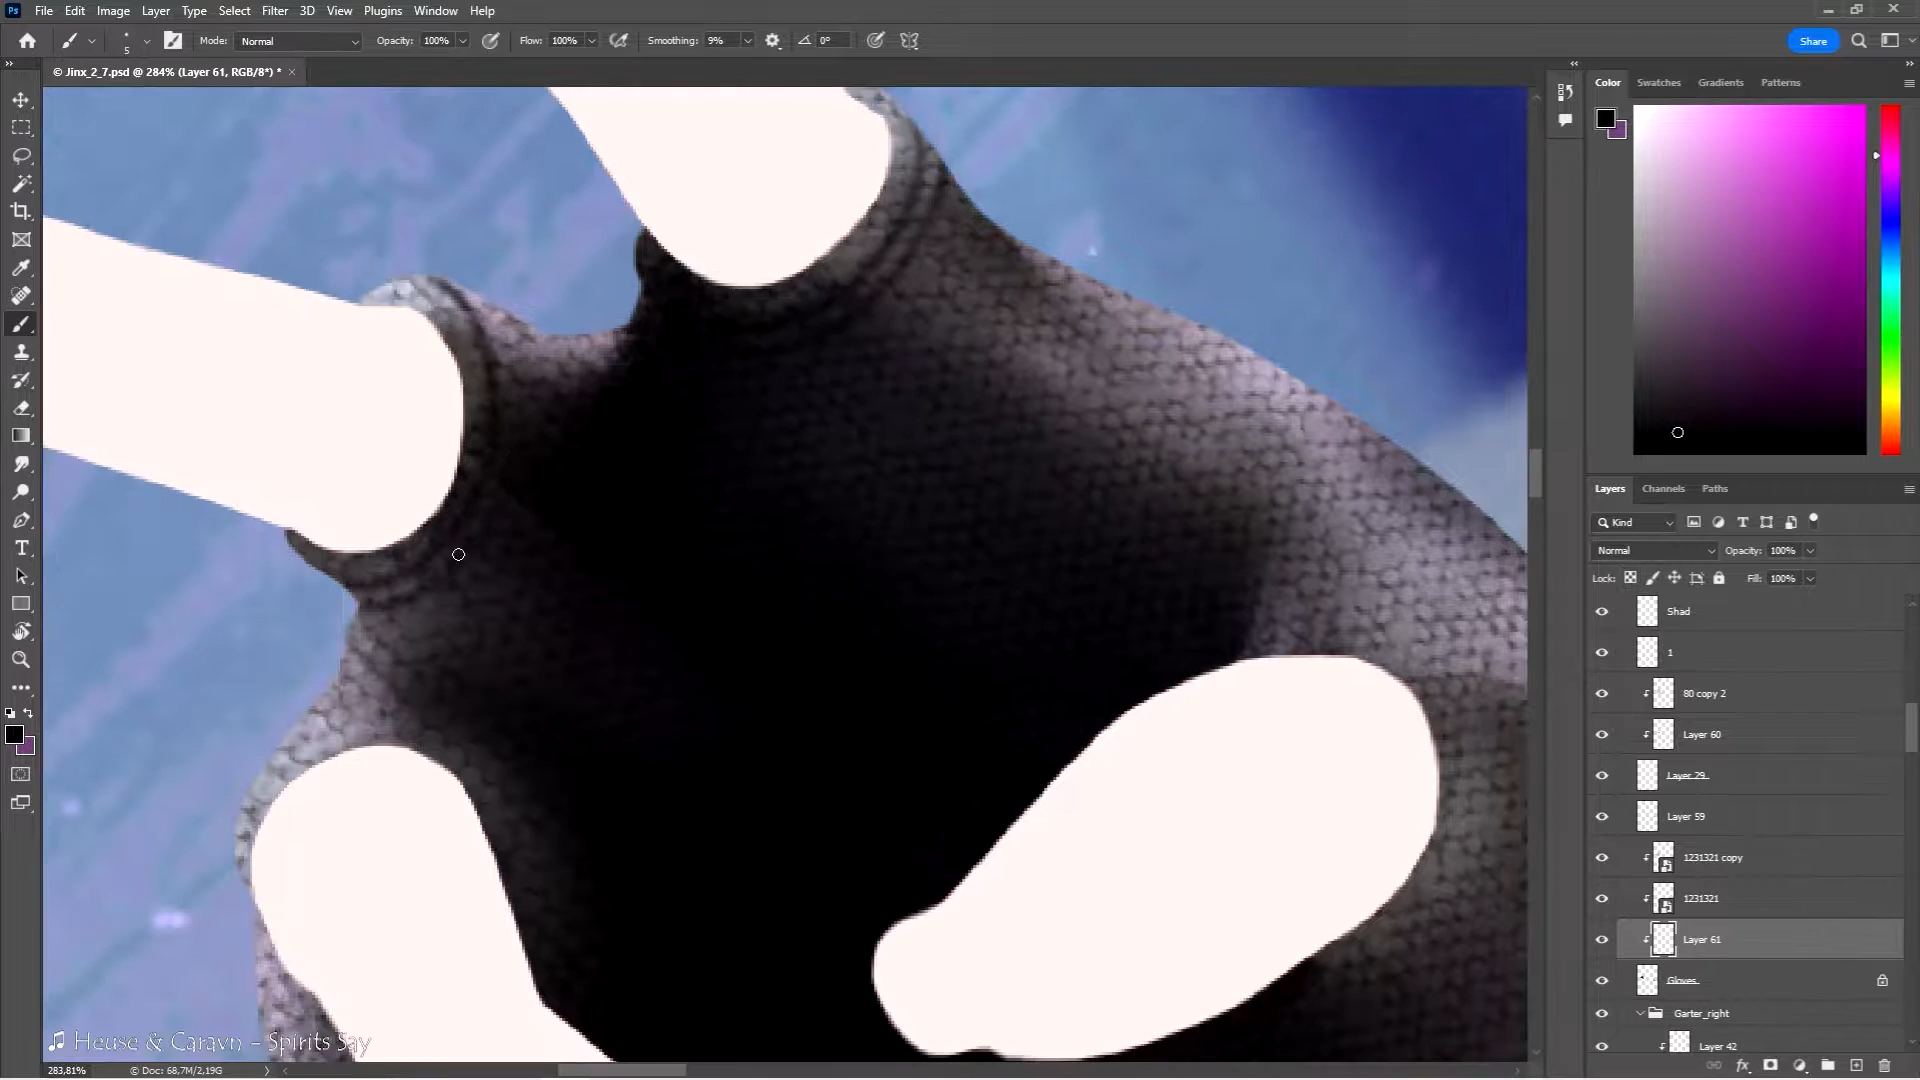 Ps File Edit Image Layer Type Select Filter 3D View Plugins Window Help
5 Mode: Normal Opacity: 100% Flow: 100% Smoothing: 9% 0° Share
© Jinx_2_7.psd @ 284% (Layer 61, RGB/8*) *
Color Swatches Gradients Patterns
Layers Channels Paths
Kind
Normal Opacity: 100%
Lock: Fill: 100%
Shad
1
80 copy 2
Layer 60
Layer 29
Layer 59
1231321 copy
1231321
Layer 61
Gloves
Garter_right
Layer 42
♫ Heuse & Caravn - Spirits Say
283,81% © Doc: 68,7M/2,19G